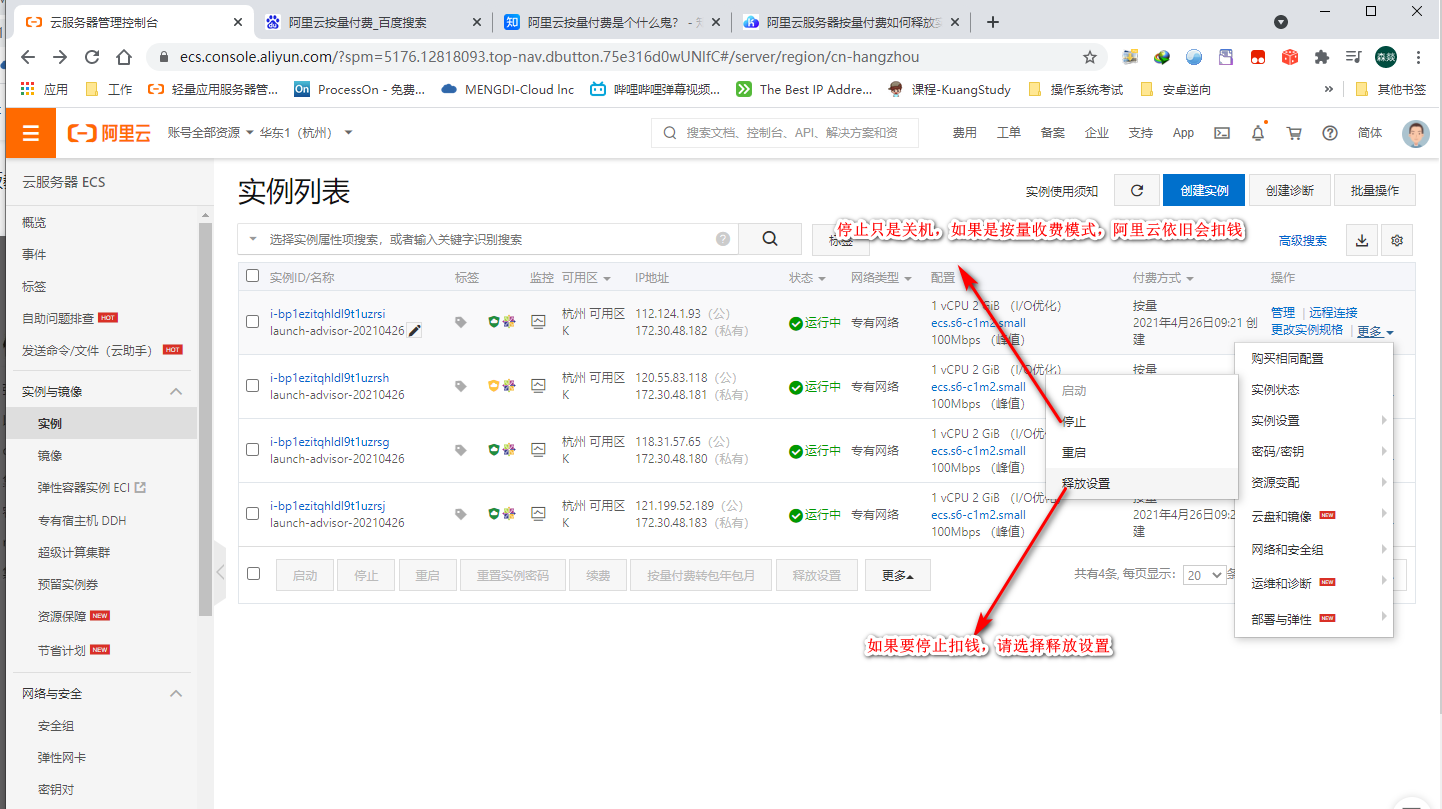 云服务器管理控制台
阿里云按量付费_百度搜索
阿里云按量付费是个什么鬼？ -
阿里云服务器按量付费如何释放
ecs.console.aliyun.com/?spm=5176.12818093.top-nav.dbutton.75e316d0wUNIfC#/server/region/cn-hangzhou
森燚
应用
工作
轻量应用服务器管...
On
ProcessOn - 免费...
MENGDI-Cloud Inc
哔哩哔哩弹幕视频...
The Best IP Addre...
课程-KuangStudy
操作系统考试
安卓逆向
»
其他书签
阿里云
账号全部资源
华东1（杭州）
搜索文档、控制台、API、解决方案和资
费用
工单
备案
企业
支持
App
简体
云服务器 ECS
概览
事件
标签
自助问题排查 HOT
发送命令/文件（云助手） HOT
实例与镜像
实例
镜像
弹性容器实例 ECI
专有宿主机 DDH
超级计算集群
预留实例券
资源保障 NEW
节省计划 NEW
网络与安全
安全组
弹性网卡
密钥对
实例列表
实例使用须知
创建实例
创建诊断
批量操作
选择实例属性项搜索，或者输入关键字识别搜索
标签
停止只是关机，如果是按量收费模式，阿里云依旧会扣钱
高级搜索
实例ID/名称
标签
监控
可用区
IP地址
状态
网络类型
配置
付费方式
操作
i-bp1ezitqhldl9t1uzrsi
launch-advisor-20210426
杭州 可用区
K
112.124.1.93（公）
172.30.48.182（私有）
运行中
专有网络
1 vCPU 2 GiB （I/O优化）
ecs.s6-c1m2.small
100Mbps （峰值）
按量
2021年4月26日09:21 创
建
管理 | 远程连接
更改实例规格 | 更多
i-bp1ezitqhldl9t1uzrsh
launch-advisor-20210426
杭州 可用区
K
120.55.83.118（公）
172.30.48.181（私有）
运行中
专有网络
1 vCPU 2 GiB （I/O优化）
ecs.s6-c1m2.small
100Mbps （峰值）
按量
i-bp1ezitqhldl9t1uzrsg
launch-advisor-20210426
杭州 可用区
K
118.31.57.65（公）
172.30.48.180（私有）
运行中
专有网络
1 vCPU 2 GiB （I/O优
ecs.s6-c1m2.small
100Mbps （峰值）
i-bp1ezitqhldl9t1uzrsj
launch-advisor-20210426
杭州 可用区
K
121.199.52.189（公）
172.30.48.183（私有）
运行中
专有网络
1 vCPU 2 GiB （I/O优化）
ecs.s6-c1m2.small
100Mbps （峰值）
按量
2021年4月26日09:2
建
启动
停止
重启
释放设置
购买相同配置
实例状态
实例设置
密码/密钥
资源变配
云盘和镜像 NEW
网络和安全组
运维和诊断 NEW
部署与弹性 NEW
启动
停止
重启
重置实例密码
续费
按量付费转包年包月
释放设置
更多
共有4条, 每页显示：
20
条
如果要停止扣钱，请选择释放设置